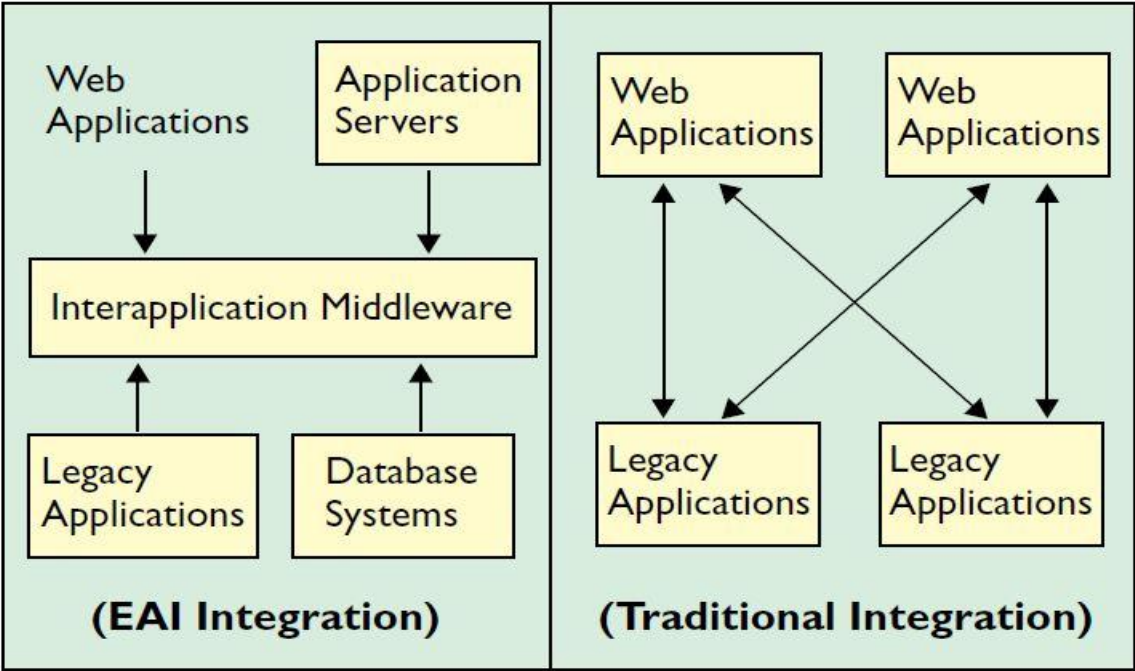 Web
Applications
Application
Servers
Interapplication Middleware
Legacy
Applications
Database
Systems
(EAI Integration)
Web
Applications
Web
Applications
Legacy
Applications
Legacy
Applications
(Traditional Integration)